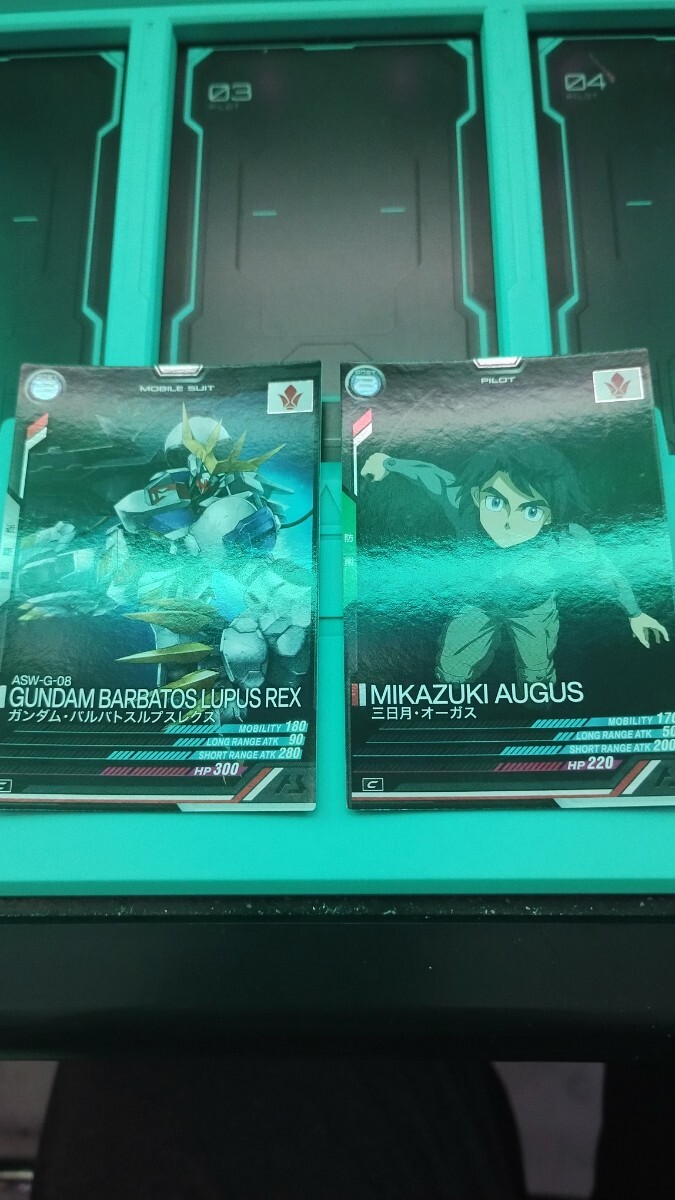 03
PILOT
04
PILOT
MOBILE SUIT
ASW-G-08
GUNDAM BARBATOS LUPUS REX
ガンダム・バルバトスルプスレクス
MOBILITY 180
LONG RANGE ATK 90
SHORT RANGE ATK 280
HP 300
PILOT
防衛
MIKAZUKI AUGUS
三日月・オーガス
MOBILITY 170
LONG RANGE ATK 50
SHORT RANGE ATK 200
HP 220
C